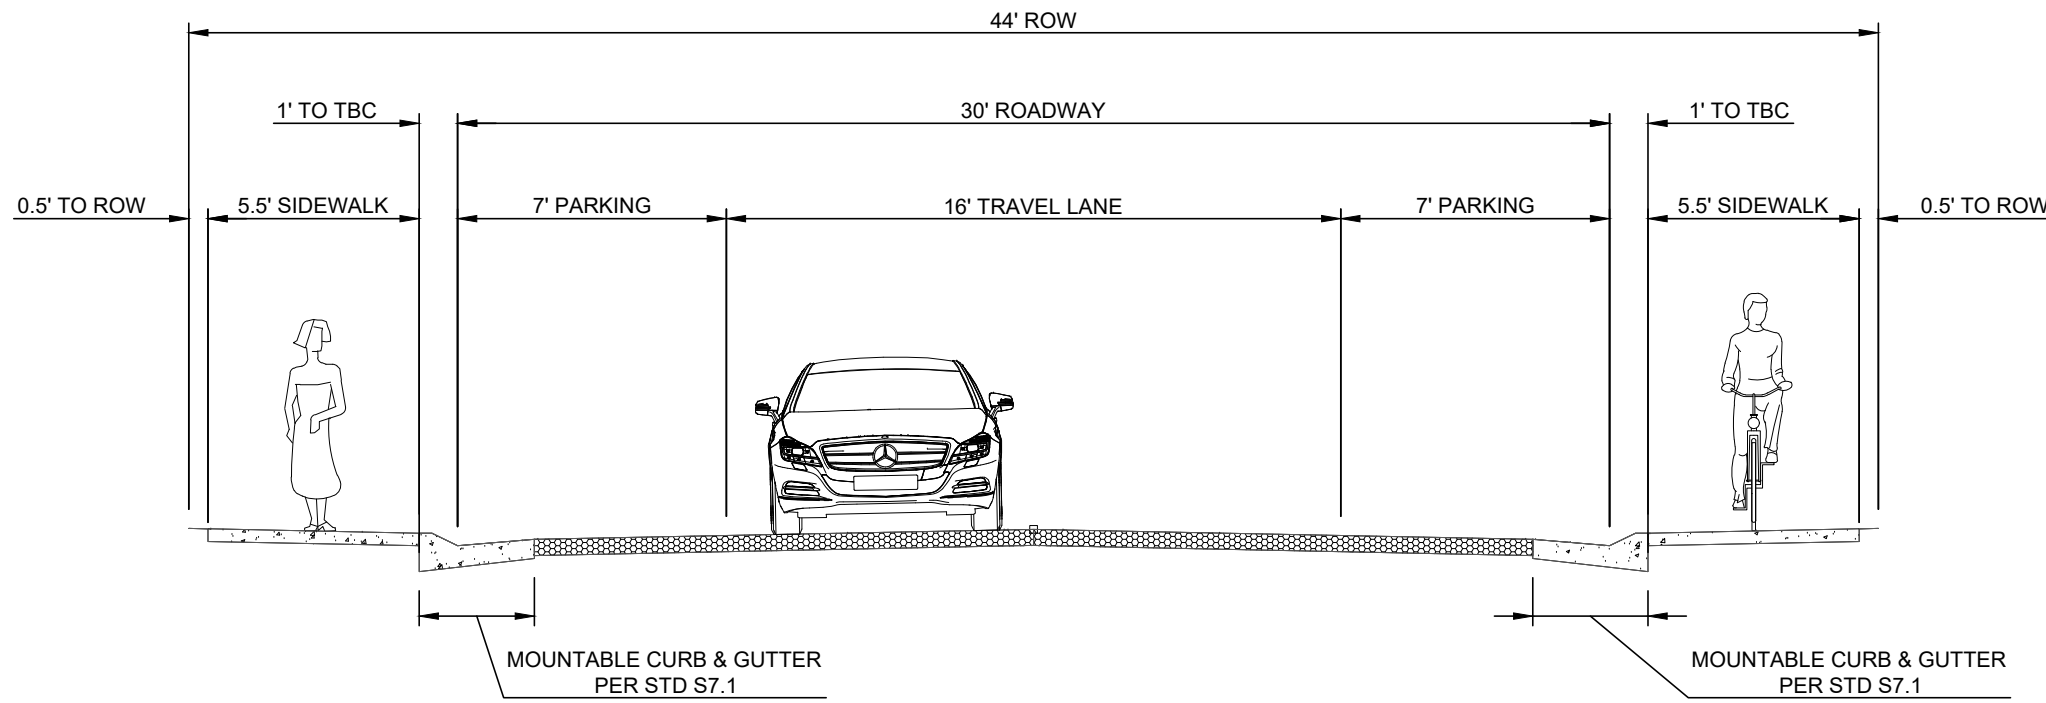 44' ROW
1' TO TBC
30' ROADWAY
1' TO TBC
0.5' TO ROW
5.5' SIDEWALK
7' PARKING
16' TRAVEL LANE
7' PARKING
5.5' SIDEWALK
0.5' TO ROW
MOUNTABLE CURB & GUTTER
PER STD S7.1
MOUNTABLE CURB & GUTTER
PER STD S7.1